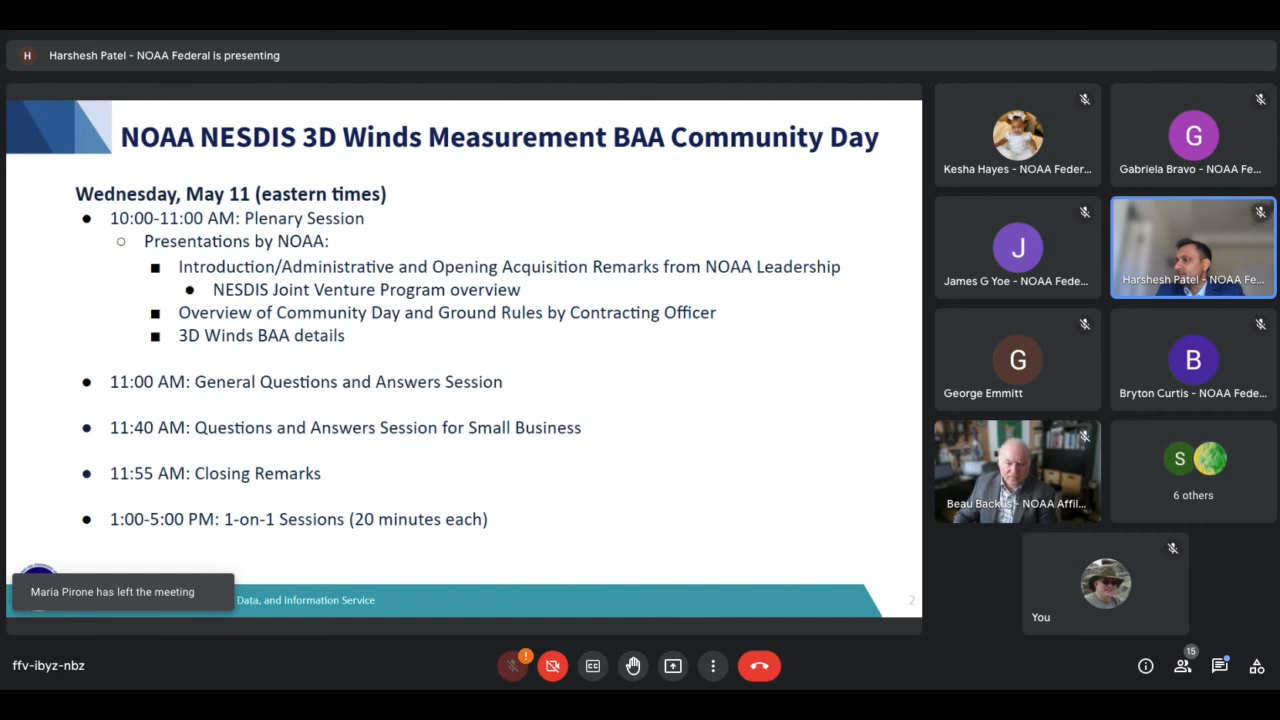 H Harshesh Patel - NOAA Federal is presenting
NOAA NESDIS 3D Winds Measurement BAA Community Day
Wednesday, May 11 (eastern times)
● 10:00-11:00 AM: Plenary Session
○ Presentations by NOAA:
■ Introduction/Administrative and Opening Acquisition Remarks from NOAA Leadership
● NESDIS Joint Venture Program overview
■ Overview of Community Day and Ground Rules by Contracting Officer
■ 3D Winds BAA details
● 11:00 AM: General Questions and Answers Session
● 11:40 AM: Questions and Answers Session for Small Business
● 11:55 AM: Closing Remarks
● 1:00-5:00 PM: 1-on-1 Sessions (20 minutes each)
Maria Pirone has left the meeting
Data, and Information Service
2
Kesha Hayes - NOAA Feder...
G
Gabriela Bravo - NOAA Fe...
J
James G Yoe - NOAA Fede...
Harshesh Patel - NOAA Fe...
G
George Emmitt
B
Bryton Curtis - NOAA Fede...
Beau Backus - NOAA Affil...
S
6 others
You
ffv-ibyz-nbz
!
CC
15